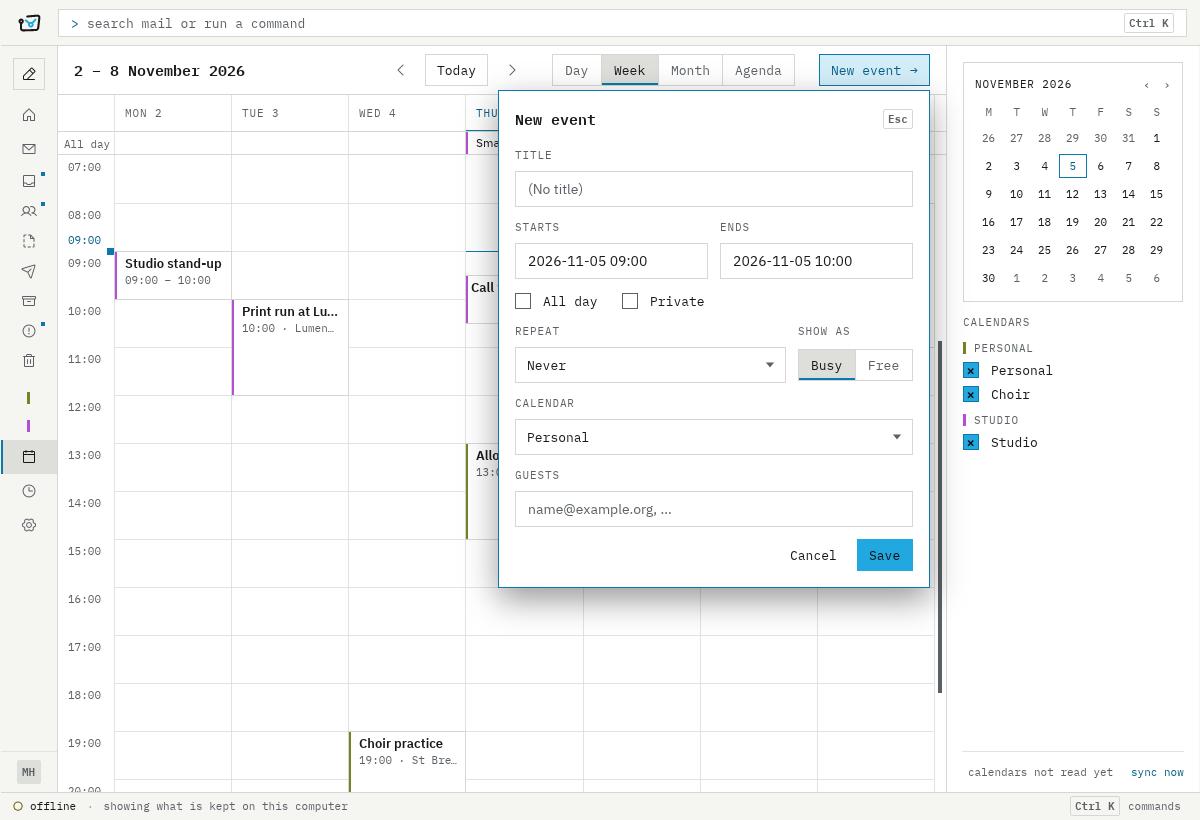 > search mail or run a command Ctrl K
2 – 8 November 2026 Today Day Week Month Agenda New event →
MON 2 TUE 3 WED 4 THU
All day Sma
07:00
08:00
09:00
09:00
10:00
11:00
12:00
13:00
14:00
15:00
16:00
17:00
18:00
19:00
20:00
Studio stand-up
09:00 – 10:00
Print run at Lu…
10:00 · Lumen…
Call
Allo
13:0
Choir practice
19:00 · St Bre…
New event Esc
TITLE
(No title)
STARTS ENDS
2026-11-05 09:00 2026-11-05 10:00
All day Private
REPEAT SHOW AS
Never Busy Free
CALENDAR
Personal
GUESTS
name@example.org, …
Cancel Save
NOVEMBER 2026 ‹ ›
M T W T F S S
26 27 28 29 30 31 1
2 3 4 5 6 7 8
9 10 11 12 13 14 15
16 17 18 19 20 21 22
23 24 25 26 27 28 29
30 1 2 3 4 5 6
CALENDARS
PERSONAL
Personal
Choir
STUDIO
Studio
calendars not read yet sync now
MH
offline · showing what is kept on this computer Ctrl K commands